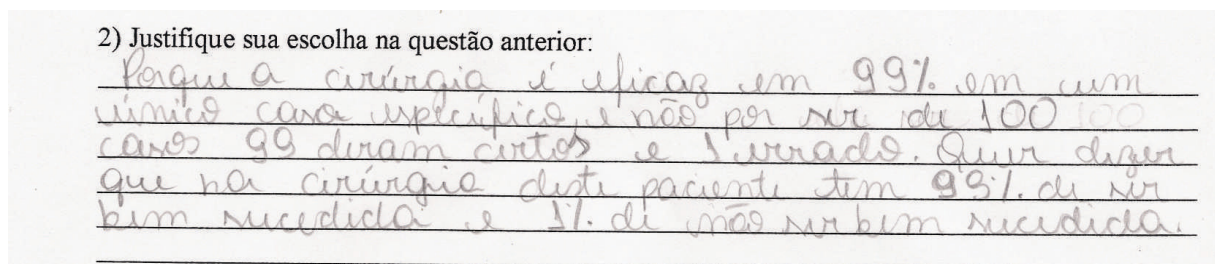 2) Justifique sua escolha na questão anterior:
Porque a cirúrgia é eficaz em 99% em um
único caso específico, e não por ser de 100
casos 99 deram certos e 1 errado. Quer dizer
que na cirúrgia deste paciente tem 99% de ser
bem sucedida e 1% de não ser bem sucedida.